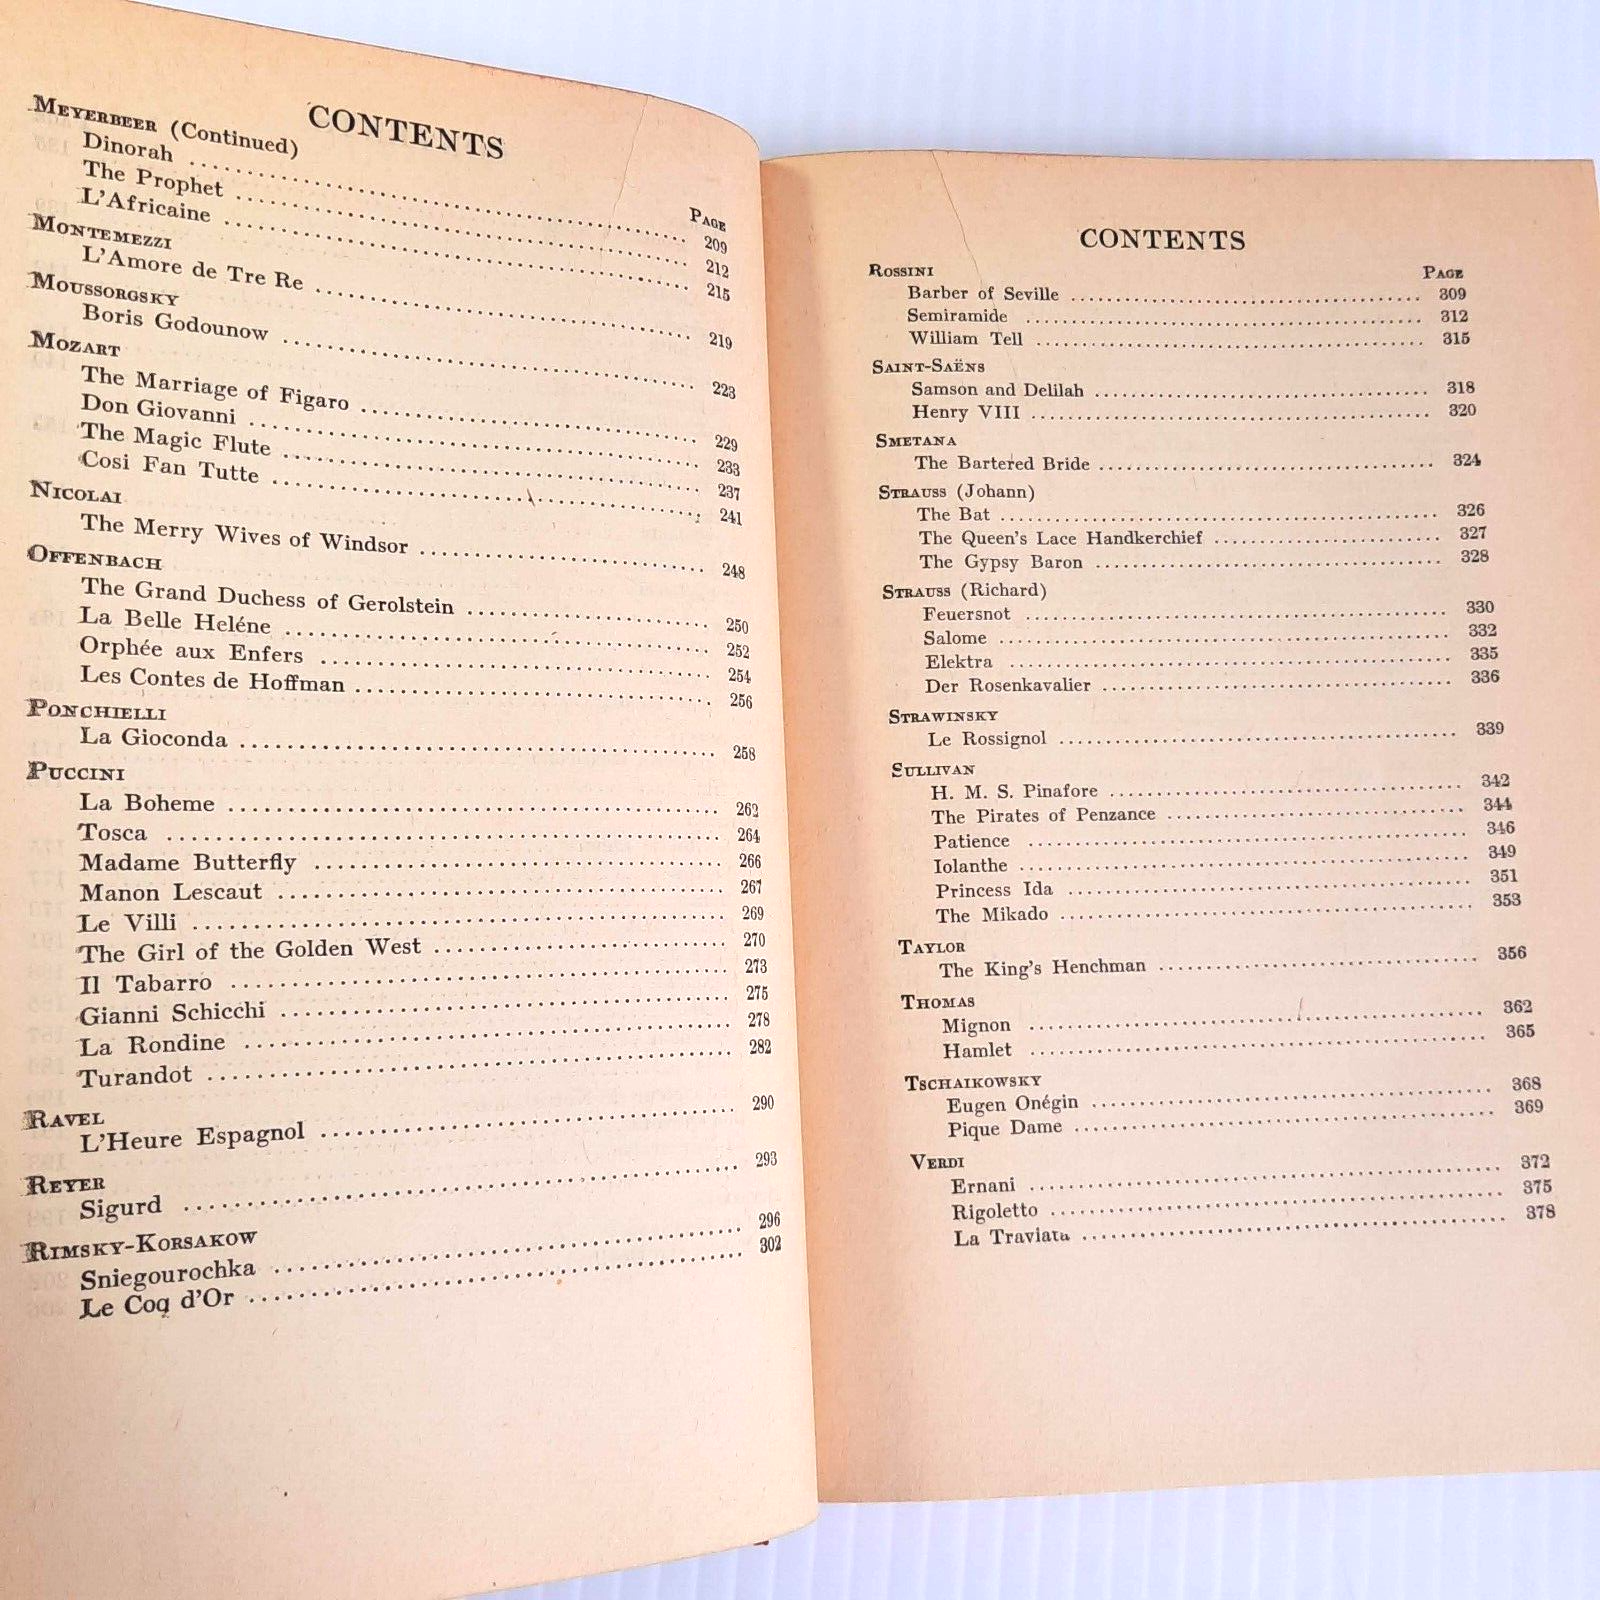 CONTENTS
MEYERBEER (Continued)
PAGE
Dinorah ........ 209
The Prophet ........ 212
L'Africaine ........ 215
MONTEMEZZI
L'Amore de Tre Re ........ 219
MOUSSORGSKY
Boris Godounow ........ 223
MOZART
The Marriage of Figaro ........ 229
Don Giovanni ........ 233
The Magic Flute ........ 237
Cosi Fan Tutte ........ 241
NICOLAI
The Merry Wives of Windsor ........ 248
OFFENBACH
The Grand Duchess of Gerolstein ........ 250
La Belle Heléne ........ 252
Orphée aux Enfers ........ 254
Les Contes de Hoffman ........ 256
PONCHIELLI
La Gioconda ........ 258
PUCCINI
La Boheme ........ 262
Tosca ........ 264
Madame Butterfly ........ 266
Manon Lescaut ........ 267
Le Villi ........ 269
The Girl of the Golden West ........ 270
Il Tabarro ........ 273
Gianni Schicchi ........ 275
La Rondine ........ 278
Turandot ........ 282
RAVEL
L'Heure Espagnol ........ 290
REYER
Sigurd ........ 293
RIMSKY-KORSAKOW
Sniegourochka ........ 296
Le Coq d'Or ........ 302
CONTENTS
ROSSINI PAGE
Barber of Seville ........ 309
Semiramide ........ 312
William Tell ........ 315
SAINT-SAËNS
Samson and Delilah ........ 318
Henry VIII ........ 320
SMETANA
The Bartered Bride ........ 324
STRAUSS (Johann)
The Bat ........ 326
The Queen's Lace Handkerchief ........ 327
The Gypsy Baron ........ 328
STRAUSS (Richard)
Feuersnot ........ 330
Salome ........ 332
Elektra ........ 335
Der Rosenkavalier ........ 336
STRAWINSKY
Le Rossignol ........ 339
SULLIVAN
H. M. S. Pinafore ........ 342
The Pirates of Penzance ........ 344
Patience ........ 346
Iolanthe ........ 349
Princess Ida ........ 351
The Mikado ........ 353
TAYLOR
The King's Henchman ........ 356
THOMAS
Mignon ........ 362
Hamlet ........ 365
TSCHAIKOWSKY
Eugen Onégin ........ 368
Pique Dame ........ 369
VERDI
Ernani ........ 372
Rigoletto ........ 375
La Traviata ........ 378